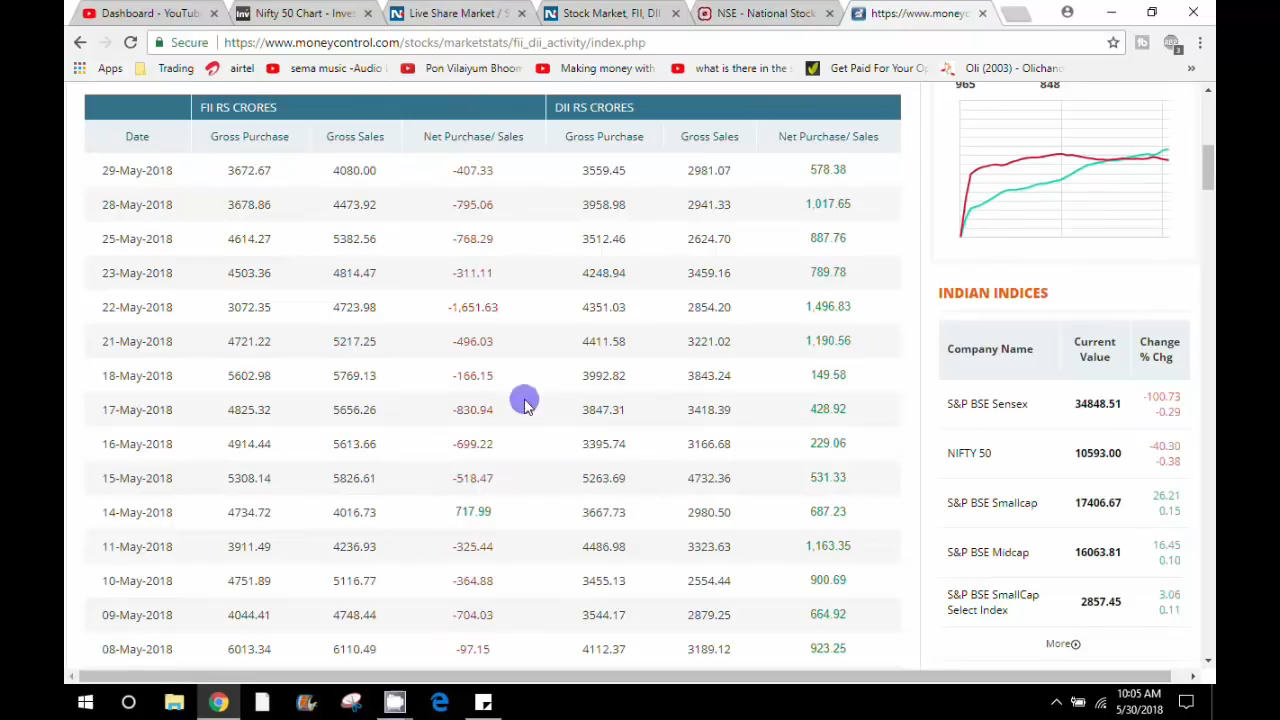 Dashboard - YouTube
Nifty 50 Chart - Inves
Live Share Market / S
Stock Market, FII, DII
NSE - National Stock
https://www.moneyco
Secure
https://www.moneycontrol.com/stocks/marketstats/fii_dii_activity/index.php
Apps
Trading
airtel
sema music -Audio
Pon Vilaiyum Bhoom
Making money with
what is there in the
Get Paid For Your Op
Oli (2003) - Olichand
965 848
FII RS CRORES DII RS CRORES
Date Gross Purchase Gross Sales Net Purchase/ Sales Gross Purchase Gross Sales Net Purchase/ Sales
29-May-2018 3672.67 4080.00 -407.33 3559.45 2981.07 578.38
28-May-2018 3678.86 4473.92 -795.06 3958.98 2941.33 1,017.65
25-May-2018 4614.27 5382.56 -768.29 3512.46 2624.70 887.76
23-May-2018 4503.36 4814.47 -311.11 4248.94 3459.16 789.78
22-May-2018 3072.35 4723.98 -1,651.63 4351.03 2854.20 1,496.83
21-May-2018 4721.22 5217.25 -496.03 4411.58 3221.02 1,190.56
18-May-2018 5602.98 5769.13 -166.15 3992.82 3843.24 149.58
17-May-2018 4825.32 5656.26 -830.94 3847.31 3418.39 428.92
16-May-2018 4914.44 5613.66 -699.22 3395.74 3166.68 229.06
15-May-2018 5308.14 5826.61 -518.47 5263.69 4732.36 531.33
14-May-2018 4734.72 4016.73 717.99 3667.73 2980.50 687.23
11-May-2018 3911.49 4236.93 -325.44 4486.98 3323.63 1,163.35
10-May-2018 4751.89 5116.77 -364.88 3455.13 2554.44 900.69
09-May-2018 4044.41 4748.44 -704.03 3544.17 2879.25 664.92
08-May-2018 6013.34 6110.49 -97.15 4112.37 3189.12 923.25
INDIAN INDICES
Company Name Current Value Change % Chg
S&P BSE Sensex 34848.51 -100.73 -0.29
NIFTY 50 10593.00 -40.30 -0.38
S&P BSE Smallcap 17406.67 26.21 0.15
S&P BSE Midcap 16063.81 16.45 0.10
S&P BSE SmallCap Select Index 2857.45 3.06 0.11
More
10:05 AM
5/30/2018